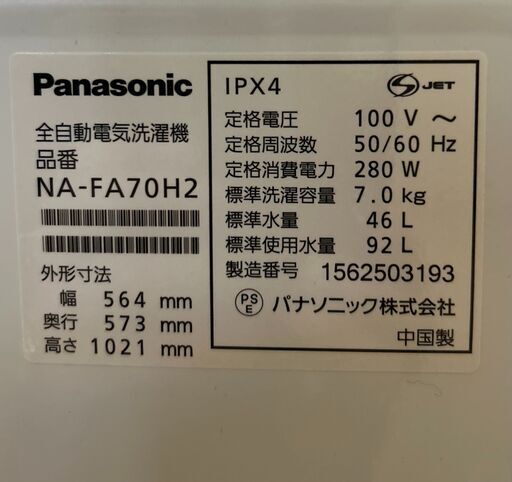 Panasonic
全自動電気洗濯機
品番
NA-FA70H2
外形寸法
幅 564 mm
奥行 573 mm
高さ 1021 mm
IPX4
S JET
定格電圧 100 V ～
定格周波数 50/60 Hz
定格消費電力 280 W
標準洗濯容量 7.0 kg
標準水量 46 L
標準使用水量 92 L
製造番号 1562503193
PS
E
パナソニック株式会社
中国製